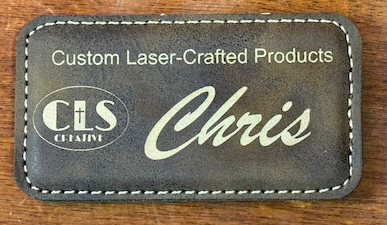 Custom Laser-Crafted Products
CLS
CREATIVE
Chris